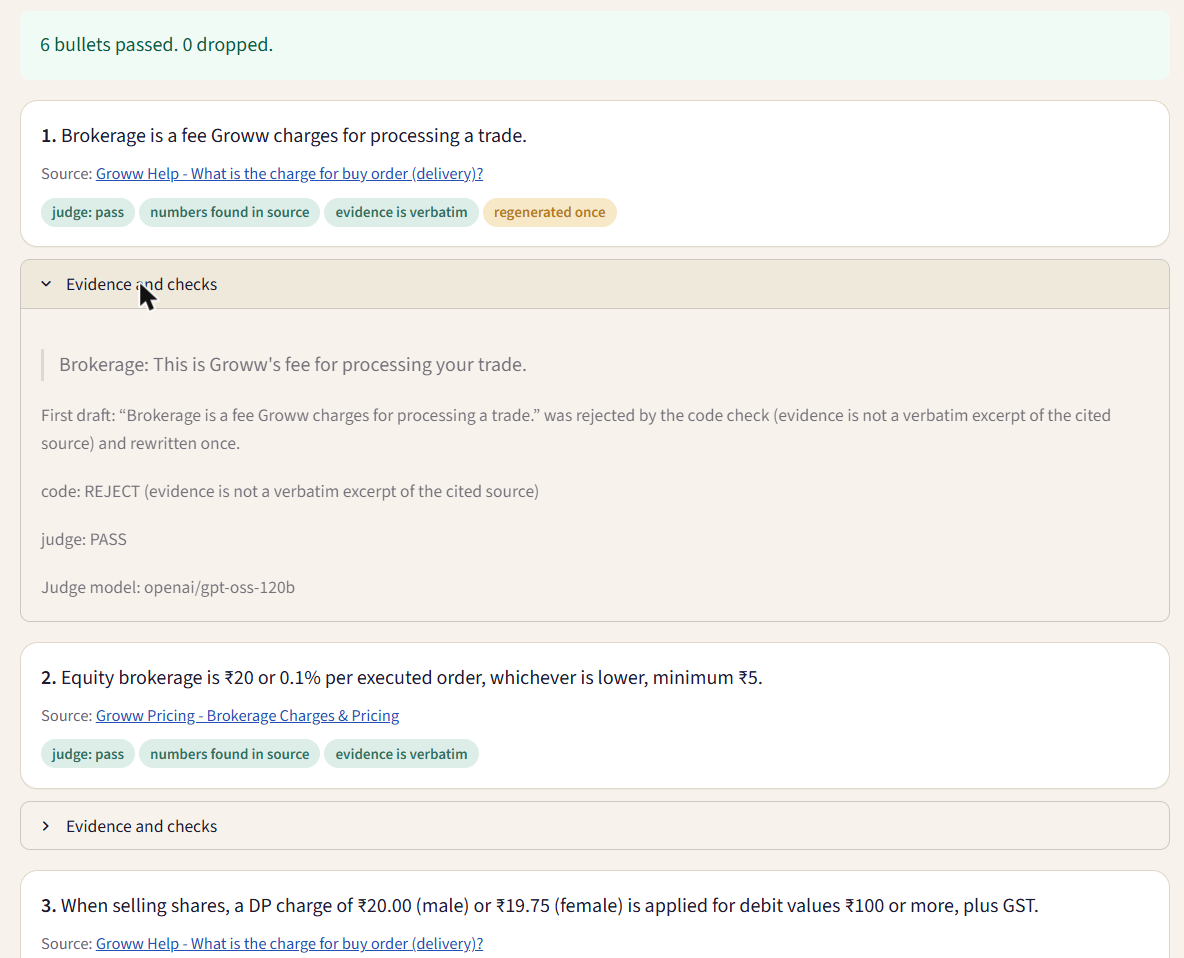 6 bullets passed. 0 dropped.
1. Brokerage is a fee Groww charges for processing a trade.
Source: Groww Help - What is the charge for buy order (delivery)?
judge: pass numbers found in source evidence is verbatim regenerated once
Evidence and checks
Brokerage: This is Groww's fee for processing your trade.
First draft: “Brokerage is a fee Groww charges for processing a trade.” was rejected by the code check (evidence is not a verbatim excerpt of the cited
source) and rewritten once.
code: REJECT (evidence is not a verbatim excerpt of the cited source)
judge: PASS
Judge model: openai/gpt-oss-120b
2. Equity brokerage is ₹20 or 0.1% per executed order, whichever is lower, minimum ₹5.
Source: Groww Pricing - Brokerage Charges & Pricing
judge: pass numbers found in source evidence is verbatim
Evidence and checks
3. When selling shares, a DP charge of ₹20.00 (male) or ₹19.75 (female) is applied for debit values ₹100 or more, plus GST.
Source: Groww Help - What is the charge for buy order (delivery)?